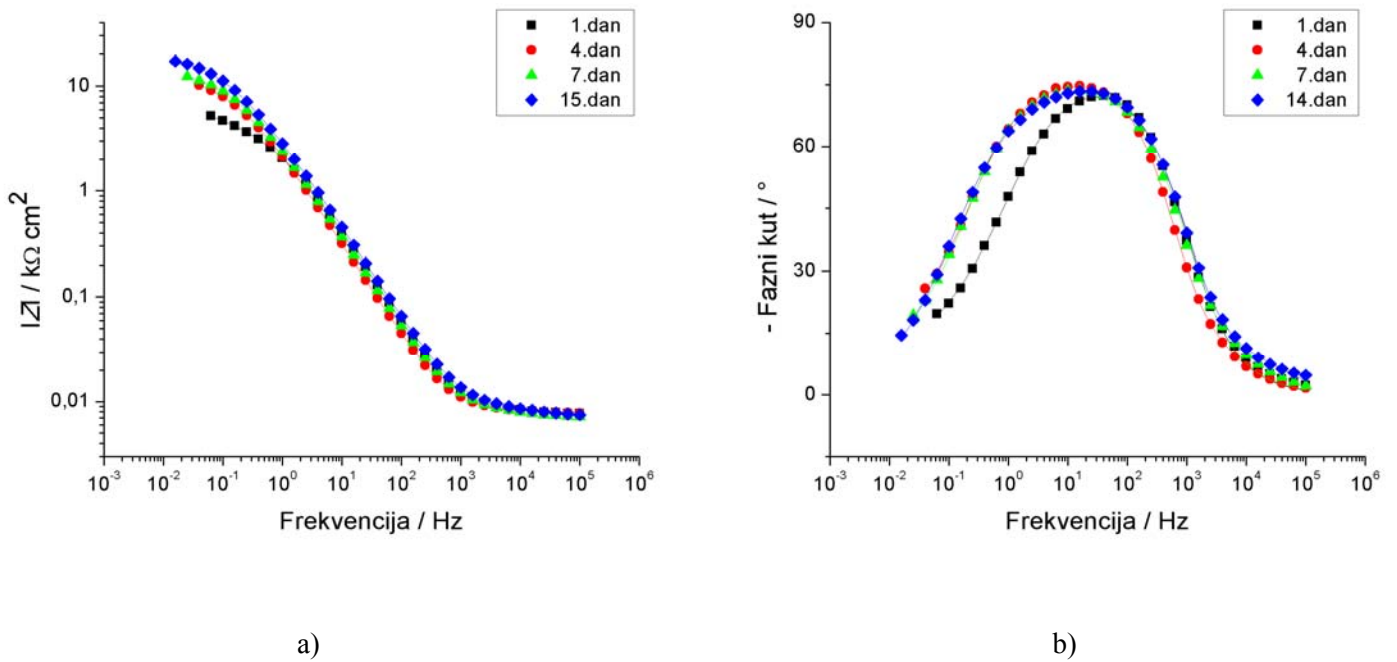 1.dan
4.dan
7.dan
15.dan
10
1
0,1
0,01
|Z| / kΩ cm²
10⁻³ 10⁻² 10⁻¹ 10⁰ 10¹ 10² 10³ 10⁴ 10⁵ 10⁶
Frekvencija / Hz
a)
1.dan
4.dan
7.dan
14.dan
90
60
30
0
- Fazni kut / °
10⁻³ 10⁻² 10⁻¹ 10⁰ 10¹ 10² 10³ 10⁴ 10⁵ 10⁶
Frekvencija / Hz
b)